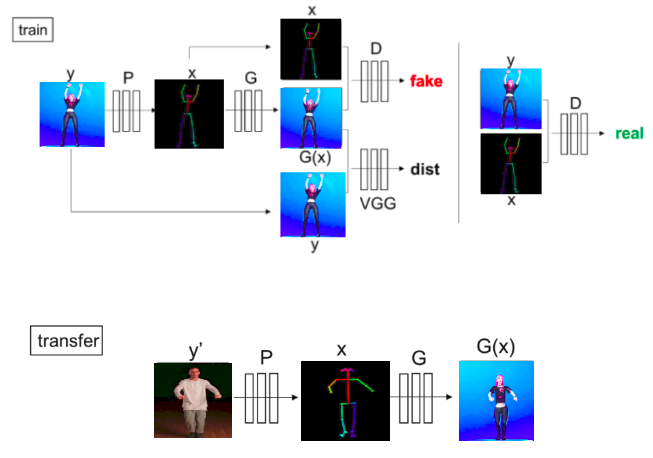 train
x
D
y
P
x
G
fake
G(x)
dist
VGG
y
y
D
real
x
transfer
y'
P
x
G
G(x)